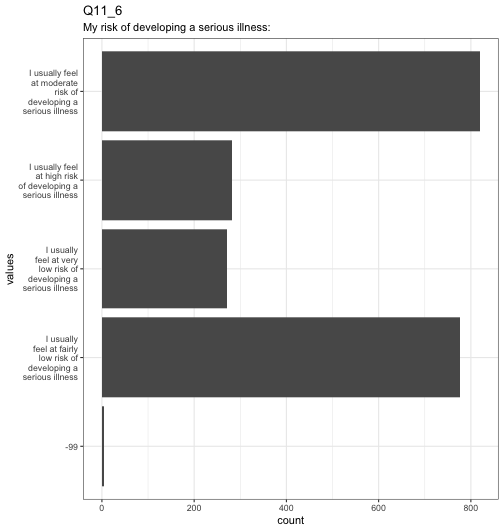 Q11_6
My risk of developing a serious illness:
I usually feel
at moderate
risk of
developing a
serious illness
I usually feel
at high risk
of developing a
serious illness
I usually
feel at very
low risk of
developing a
serious illness
I usually
feel at fairly
low risk of
developing a
serious illness
-99
values
0 200 400 600 800
count